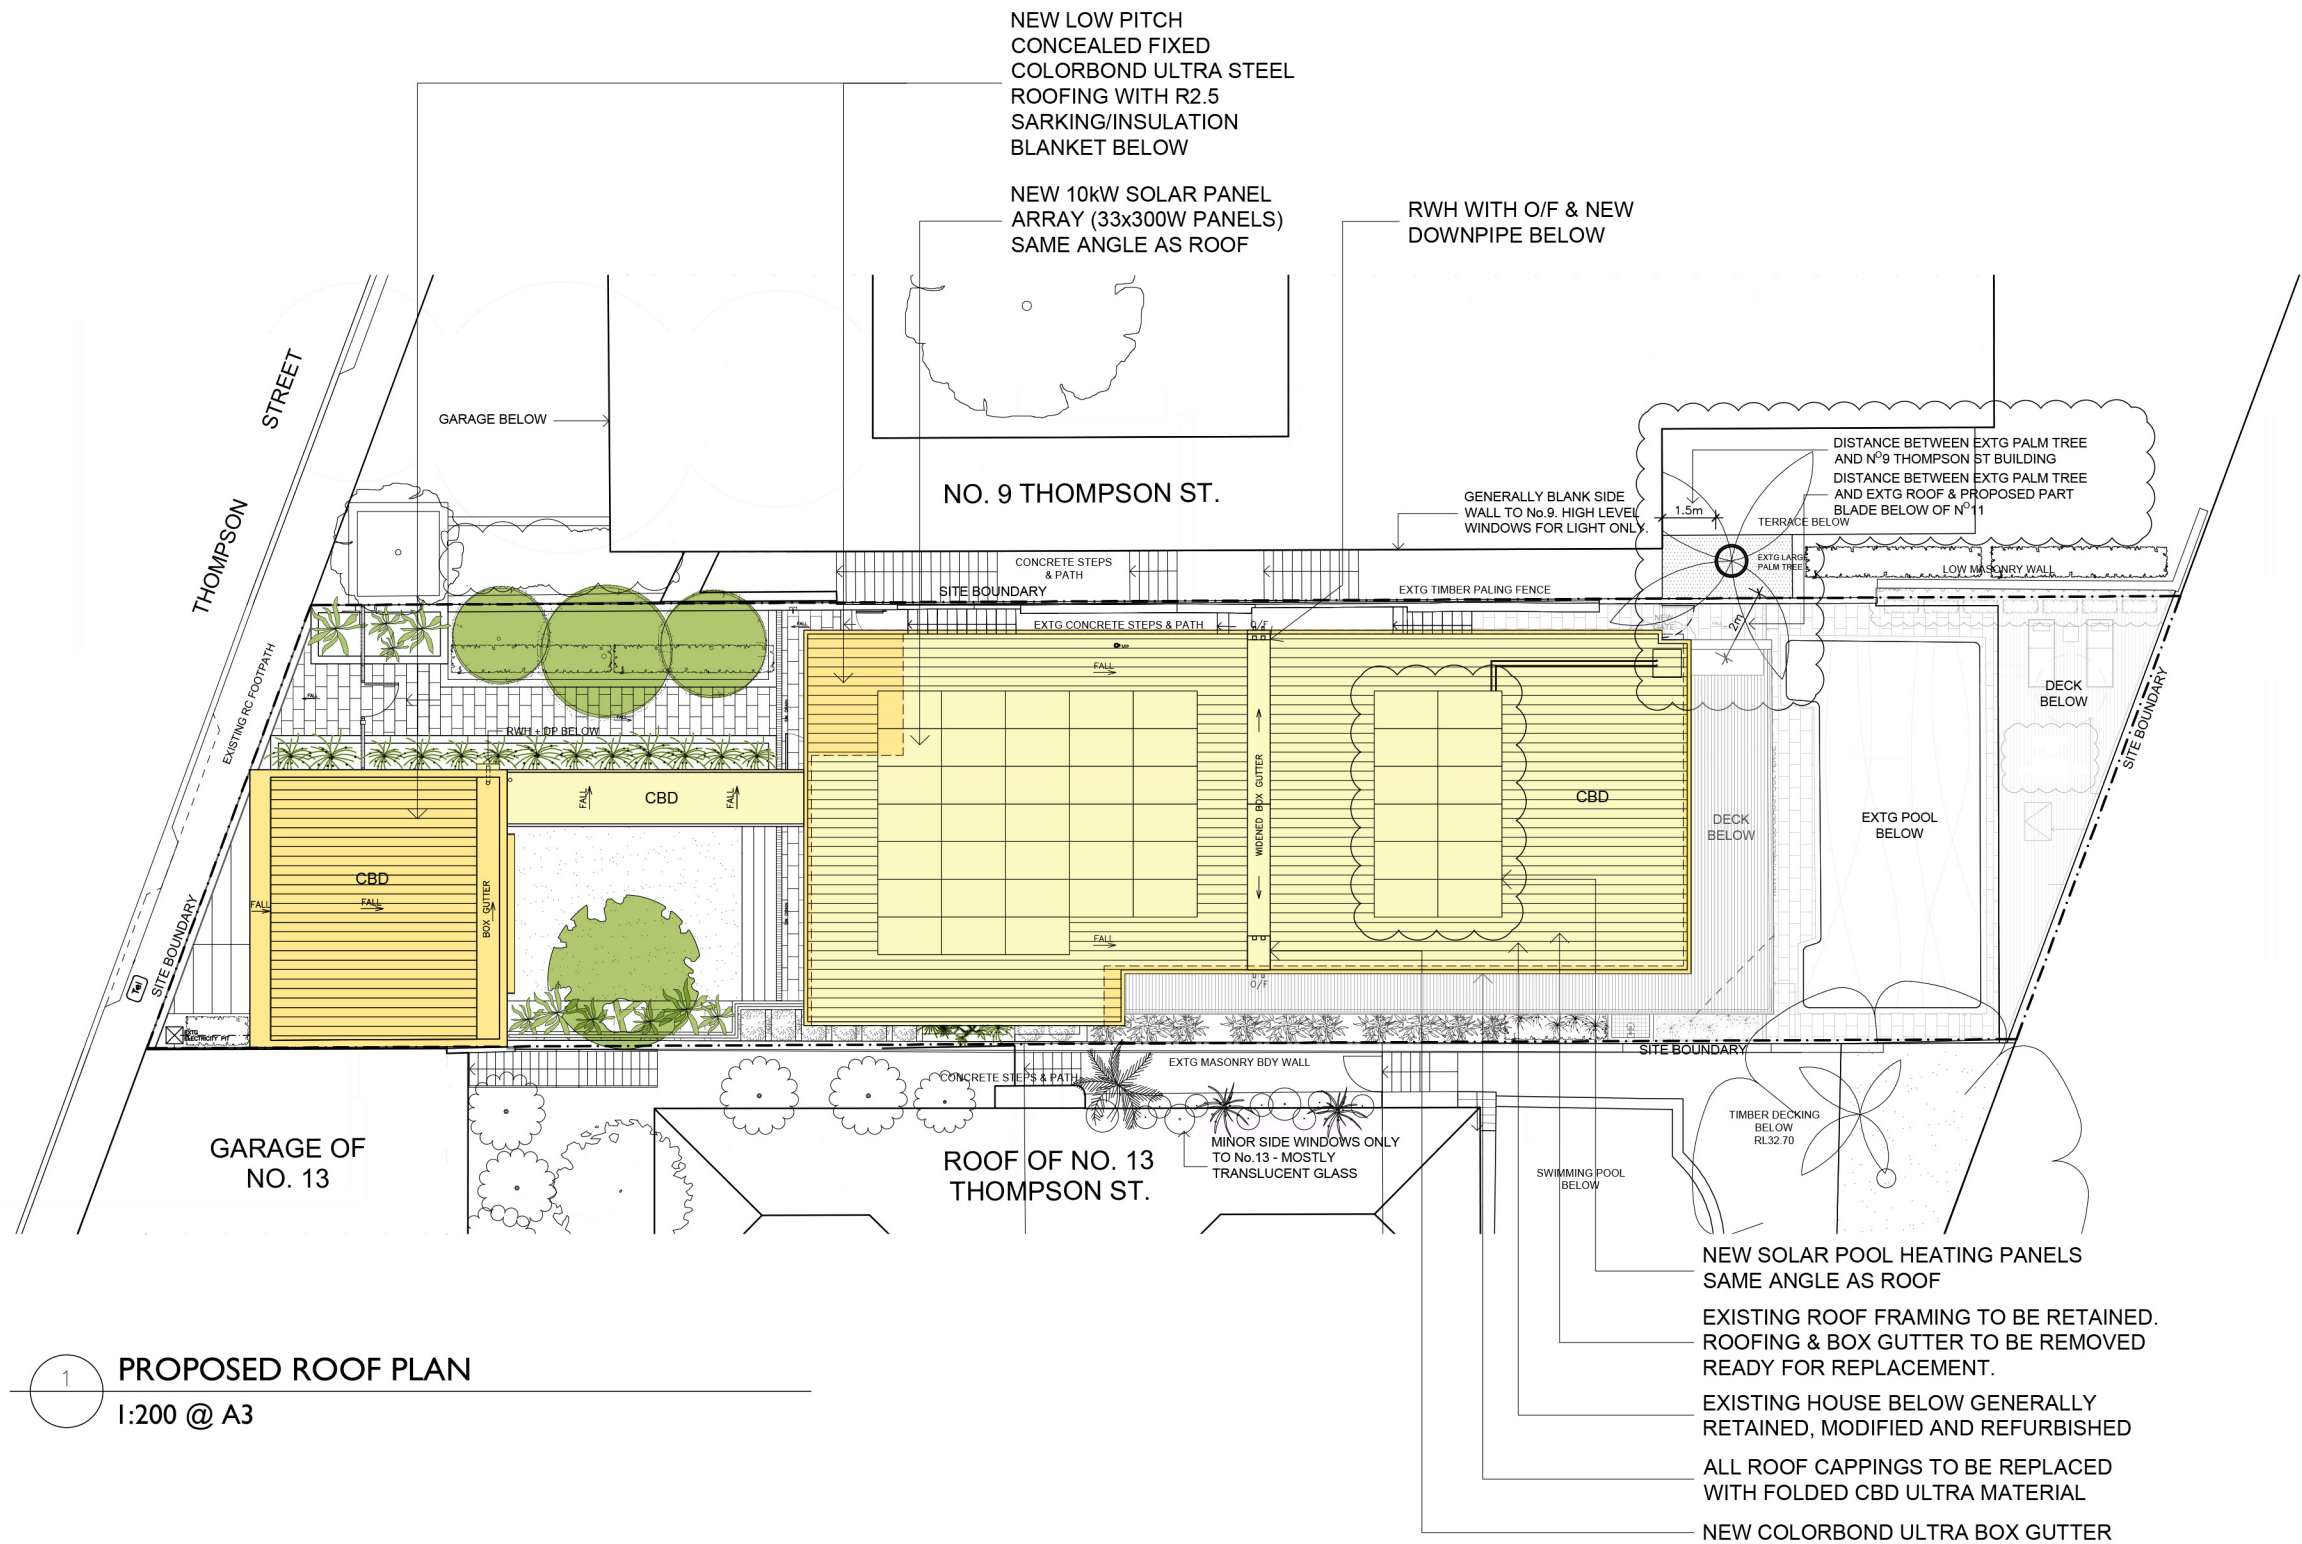 NEW LOW PITCH
CONCEALED FIXED
COLORBOND ULTRA STEEL
ROOFING WITH R2.5
SARKING/INSULATION
BLANKET BELOW
NEW 10kW SOLAR PANEL
ARRAY (33x300W PANELS)
SAME ANGLE AS ROOF
RWH WITH O/F & NEW
DOWNPIPE BELOW
THOMPSON STREET
GARAGE BELOW
NO. 9 THOMPSON ST.
GENERALLY BLANK SIDE
WALL TO No.9. HIGH LEVEL
WINDOWS FOR LIGHT ONLY.
DISTANCE BETWEEN EXTG PALM TREE
AND Nº9 THOMPSON ST BUILDING
DISTANCE BETWEEN EXTG PALM TREE
AND EXTG ROOF & PROPOSED PART
BLADE BELOW OF Nº11
1.5m
TERRACE BELOW
EXTG LARGE
PALM TREE
LOW MASONRY WALL
CONCRETE STEPS
& PATH
SITE BOUNDARY
EXTG TIMBER PALING FENCE
EXTG CONCRETE STEPS & PATH
O/F
NEW
GATE
2m
EXISTING RC FOOTPATH
FALL
FALL
FALL
FALL
RWH + DP BELOW
DECK
BELOW
SITE BOUNDARY
WIDENED BOX GUTTER
FALL
CBD
FALL
CBD
DECK
BELOW
EXTG POOL
BELOW
CBD
FALL
FALL
BOX GUTTER
FALL
O/F
SITE BOUNDARY
Tel
EXTG
ELECTRICITY PIT
SITE BOUNDARY
EXTG MASONRY BDY WALL
CONCRETE STEPS & PATH
GARAGE OF
NO. 13
ROOF OF NO. 13
THOMPSON ST.
MINOR SIDE WINDOWS ONLY
TO No.13 - MOSTLY
TRANSLUCENT GLASS
SWIMMING POOL
BELOW
TIMBER DECKING
BELOW
RL32.70
NEW SOLAR POOL HEATING PANELS
SAME ANGLE AS ROOF
EXISTING ROOF FRAMING TO BE RETAINED.
ROOFING & BOX GUTTER TO BE REMOVED
READY FOR REPLACEMENT.
EXISTING HOUSE BELOW GENERALLY
RETAINED, MODIFIED AND REFURBISHED
ALL ROOF CAPPINGS TO BE REPLACED
WITH FOLDED CBD ULTRA MATERIAL
NEW COLORBOND ULTRA BOX GUTTER
1
PROPOSED ROOF PLAN
1:200 @ A3